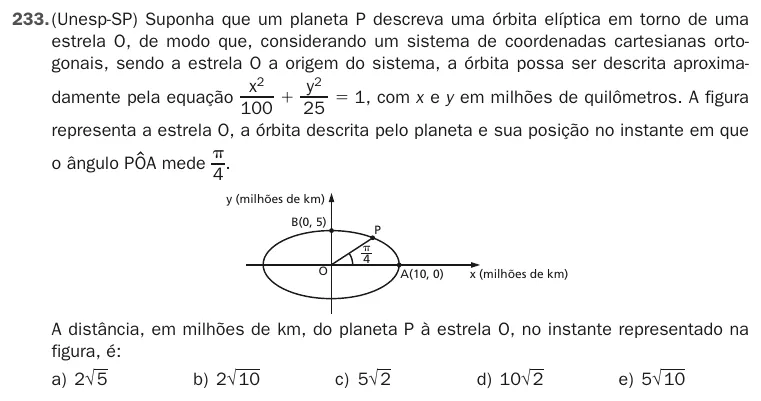 233. (Unesp-SP) Suponha que um planeta P descreva uma órbita elíptica em torno de uma
estrela O, de modo que, considerando um sistema de coordenadas cartesianas orto-
gonais, sendo a estrela O a origem do sistema, a órbita possa ser descrita aproxima-
damente pela equação x²/100 + y²/25 = 1, com x e y em milhões de quilômetros. A figura
representa a estrela O, a órbita descrita pelo planeta e sua posição no instante em que
o ângulo PÔA mede π/4.
y (milhões de km)
B(0, 5)
P
π/4
O
A(10, 0)
x (milhões de km)
A distância, em milhões de km, do planeta P à estrela O, no instante representado na
figura, é:
a) 2√5 b) 2√10 c) 5√2 d) 10√2 e) 5√10